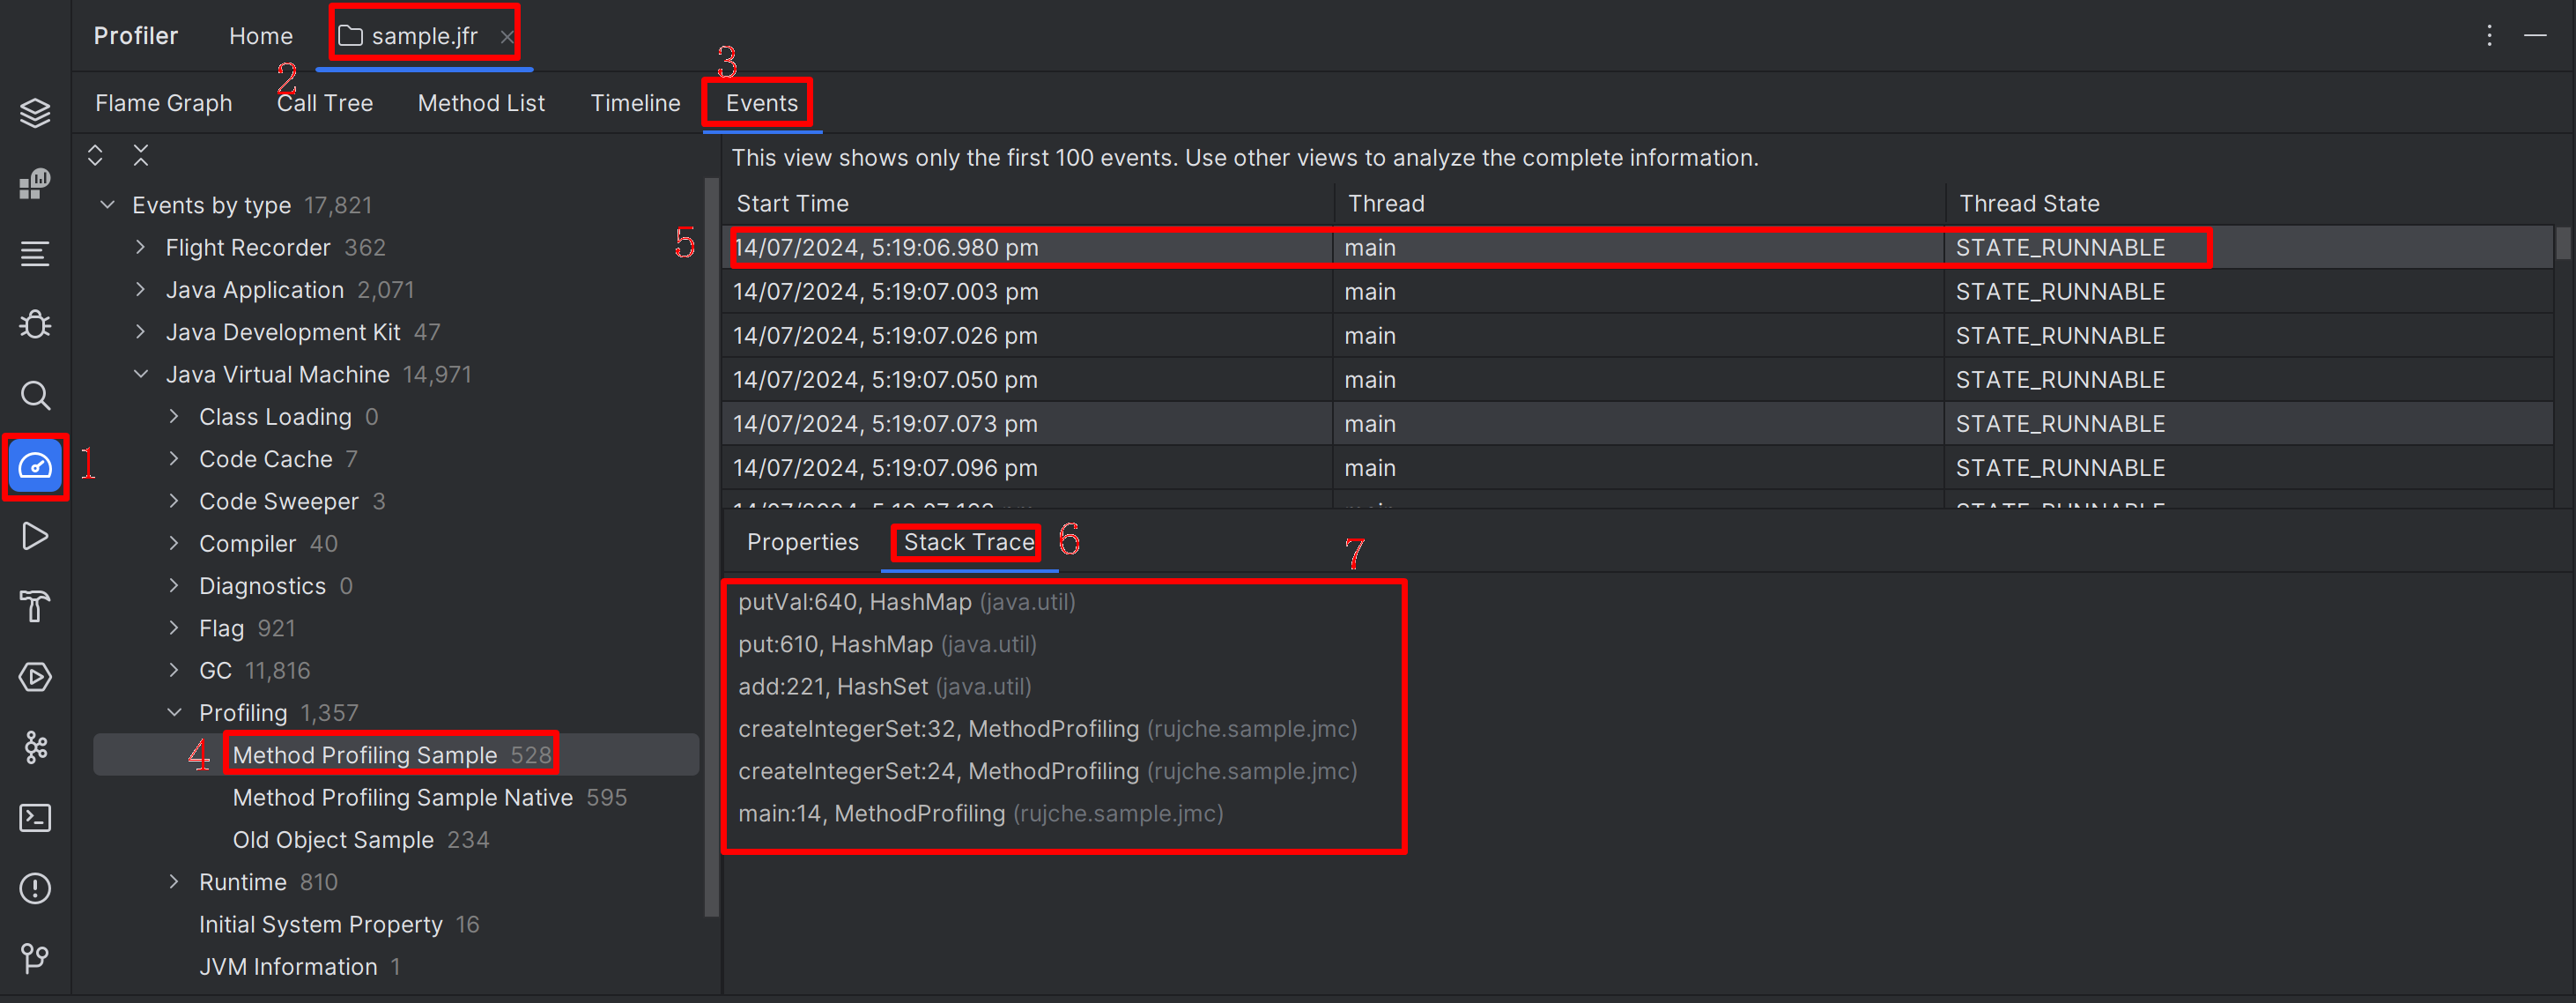 Profiler Home sample.jfr
2 3
Flame Graph Call Tree Method List Timeline Events
This view shows only the first 100 events. Use other views to analyze the complete information.
Start Time Thread Thread State
5
14/07/2024, 5:19:06.980 pm main STATE_RUNNABLE
14/07/2024, 5:19:07.003 pm main STATE_RUNNABLE
14/07/2024, 5:19:07.026 pm main STATE_RUNNABLE
14/07/2024, 5:19:07.050 pm main STATE_RUNNABLE
14/07/2024, 5:19:07.073 pm main STATE_RUNNABLE
14/07/2024, 5:19:07.096 pm main STATE_RUNNABLE
Events by type 17,821
Flight Recorder 362
Java Application 2,071
Java Development Kit 47
Java Virtual Machine 14,971
Class Loading 0
Code Cache 7
1
Code Sweeper 3
Compiler 40
Diagnostics 0
Flag 921
GC 11,816
Profiling 1,357
4 Method Profiling Sample 528
Method Profiling Sample Native 595
Old Object Sample 234
Runtime 810
Initial System Property 16
JVM Information 1
Properties Stack Trace 6 7
putVal:640, HashMap (java.util)
put:610, HashMap (java.util)
add:221, HashSet (java.util)
createIntegerSet:32, MethodProfiling (rujche.sample.jmc)
createIntegerSet:24, MethodProfiling (rujche.sample.jmc)
main:14, MethodProfiling (rujche.sample.jmc)